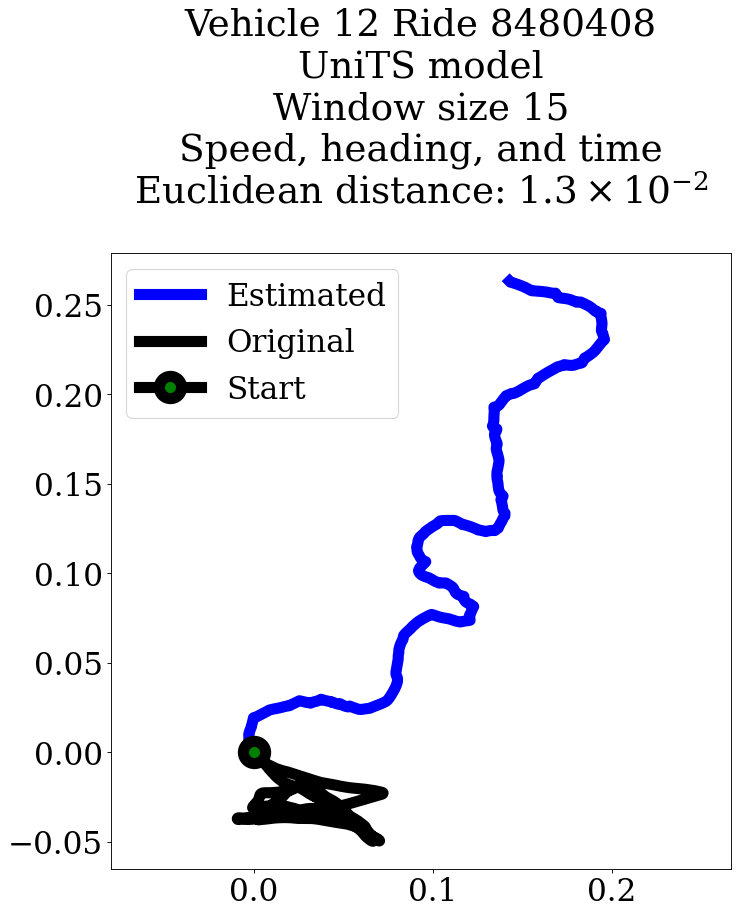 Vehicle 12 Ride 8480408
UniTS model
Window size 15
Speed, heading, and time
Euclidean distance: 1.3 × 10⁻²
Estimated
Original
Start
0.25
0.20
0.15
0.10
0.05
0.00
−0.05
0.0 0.1 0.2